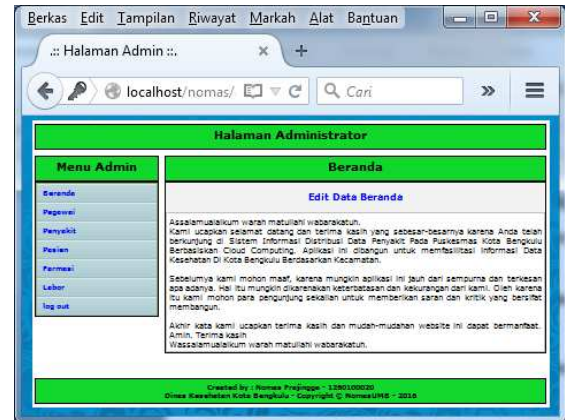 Berkas Edit Tampilan Riwayat Markah Alat Bantuan
.:: Halaman Admin ::.
localhost/nomas/
Cari
Halaman Administrator
Menu Admin
Beranda
Pegawai
Penyakit
Pasien
Farmasi
Labor
log out
Beranda
Edit Data Beranda
Assalamualaikum warah matullahi wabarakatuh.
Kami ucapkan selamat datang dan terima kasih yang sebesar-besarnya karena Anda telah
berkunjung di Sistem Informasi Distribusi Data Penyakit Pada Puskesmas Kota Bengkulu
Berbasiskan Cloud Computing. Aplikasi ini dibangun untuk memfasilitasi Informasi Data
Kesehatan Di Kota Bengkulu Berdasarkan Kecamatan.
Sebelumya kami mohon maaf, karena mungkin aplikasi ini jauh dari sempurna dan terkesan
apa adanya. Hal itu mungkin dikarenakan keterbatasan dan kekurangan dari kami. Oleh karena
itu kami mohon para pengunjung sekalian untuk memberikan saran dan kritik yang bersifat
membangun.
Akhir kata kami ucapkan terima kasih dan mudah-mudahan website ini dapat bermanfaat.
Amin. Terima kasih
Wassalamualaikum warah matullahi wabarakatuh.
Created by : Nomas Prajingga - 1290100020
Dinas Kesehatan Kota Bengkulu - Copyright © NomasUMB - 2016